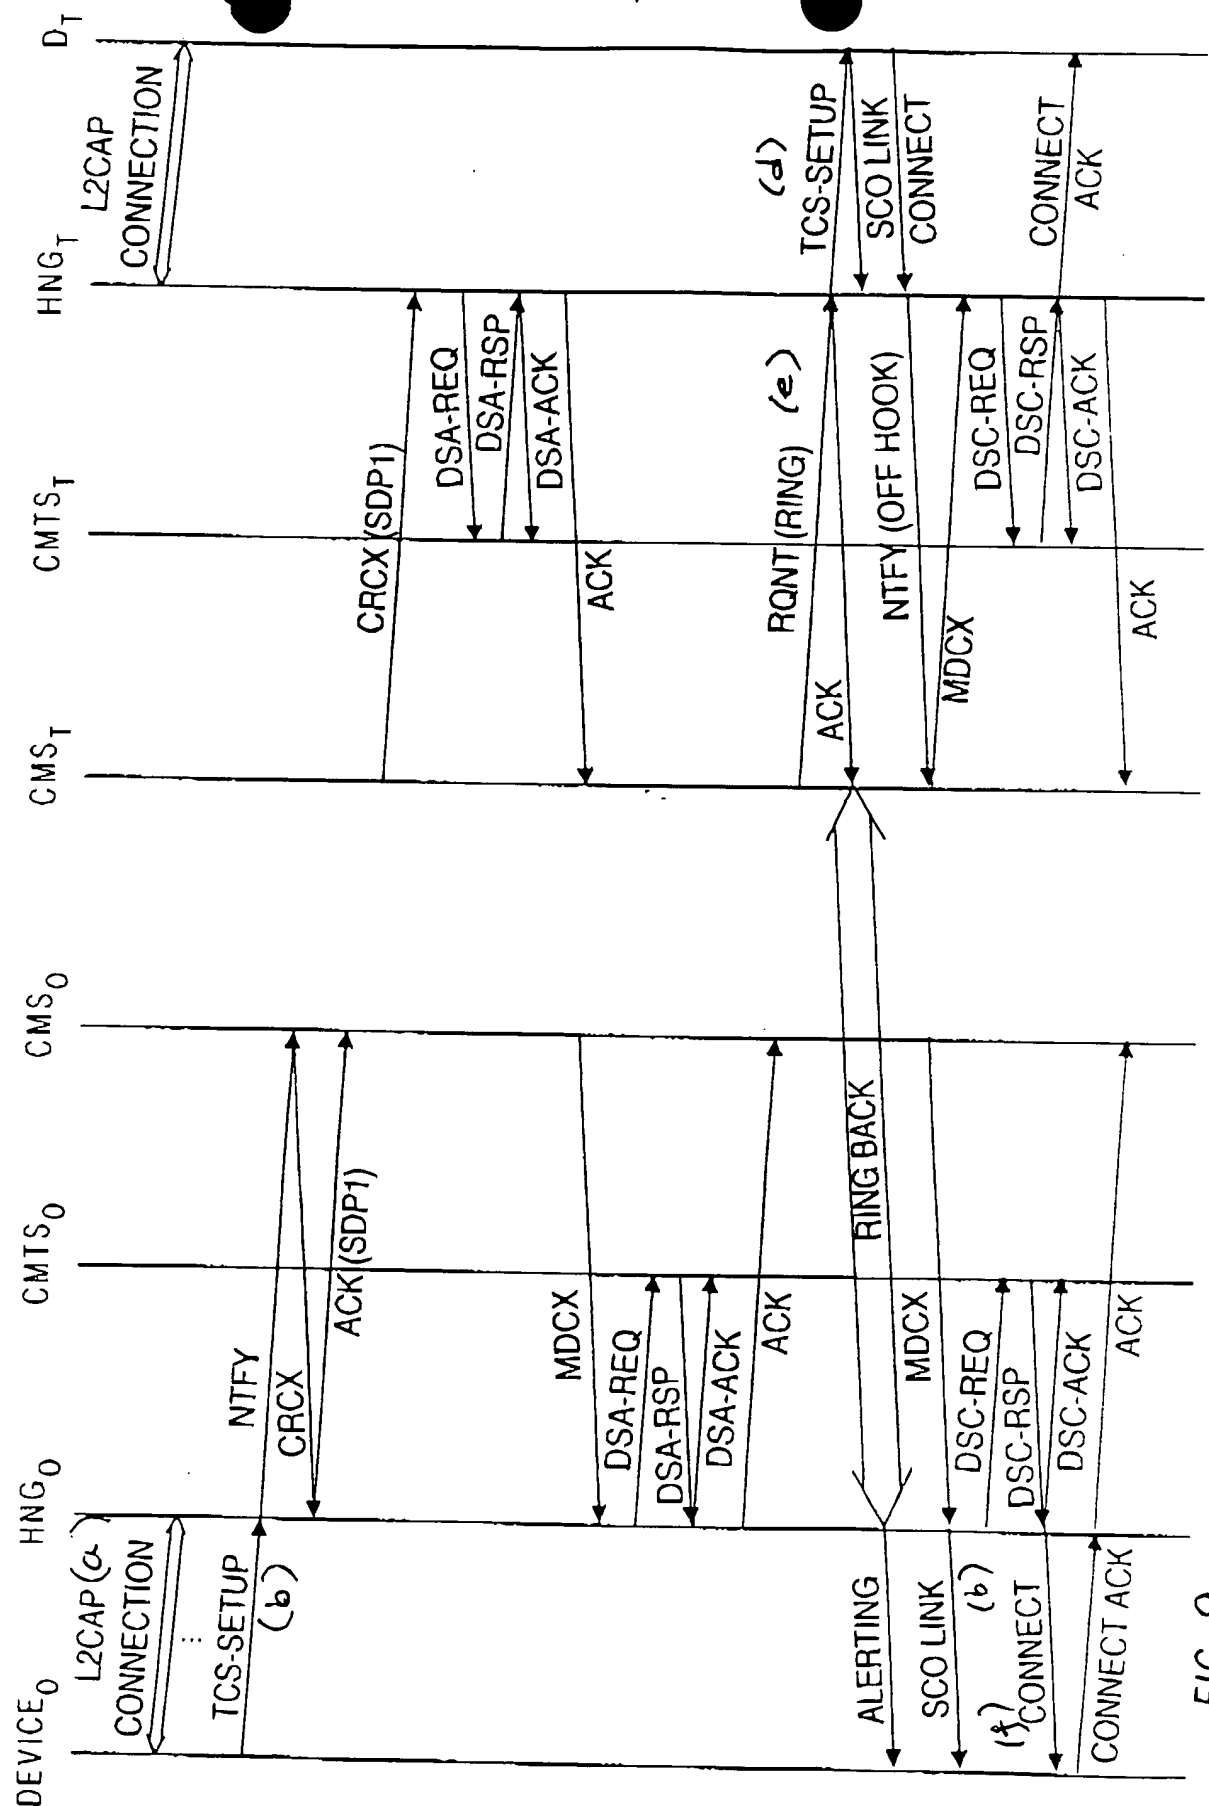 DEVICE_O
HNG_O
CMTS_O
CMS_O
CMS_T
CMTS_T
HNG_T
D_T
L2CAP (a)
CONNECTION
...
TCS-SETUP
(b)
NTFY
CRCX
ACK (SDP1)
L2CAP
CONNECTION
CRCX (SDP1)
DSA-REQ
DSA-RSP
DSA-ACK
ACK
MDCX
DSA-REQ
DSA-RSP
DSA-ACK
ACK
RQNT (RING) (e)
ACK
(d)
TCS-SETUP
SCO LINK
CONNECT
RING BACK
ALERTING
NTFY (OFF HOOK)
MDCX
MDCX
SCO LINK
(b)
DSC-REQ
DSC-RSP
DSC-ACK
(f)
CONNECT
CONNECT ACK
ACK
DSC-REQ
DSC-RSP
DSC-ACK
CONNECT
ACK
ACK